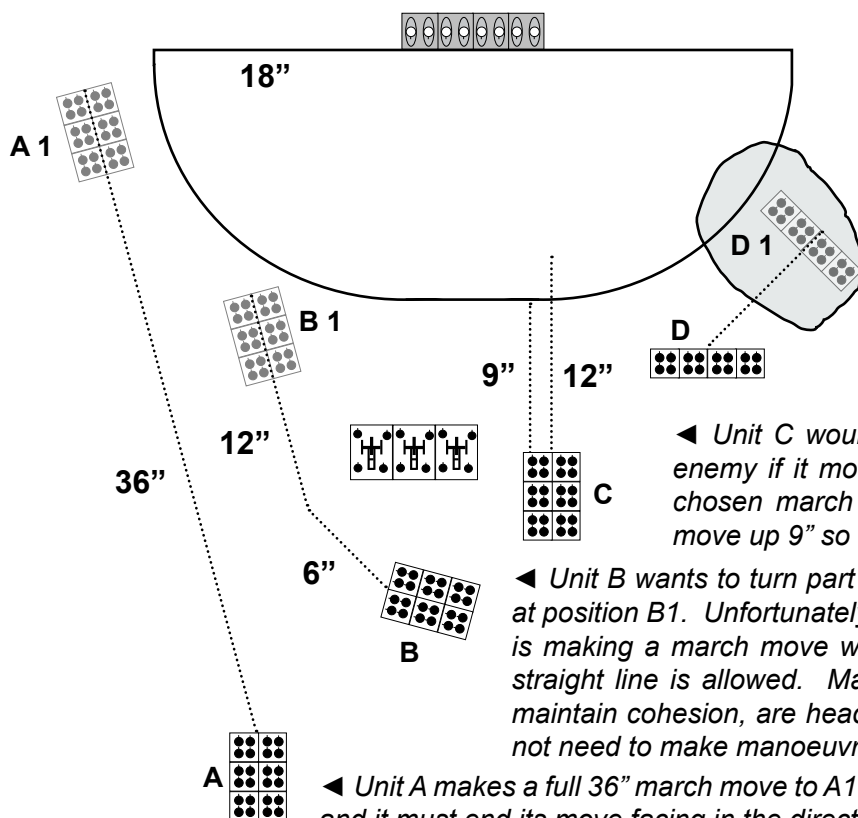 18”
A 1
D 1
B 1
D
9”
12”
12”
◄ Unit C woul
enemy if it mo
chosen march
move up 9” so
36”
C
6”
◄ Unit B wants to turn part
at position B1. Unfortunately
is making a march move w
straight line is allowed. Ma
maintain cohesion, are head
not need to make manoeuvr
B
A
◄ Unit A makes a full 36” march move to A1
and it must end its move facing in the direct